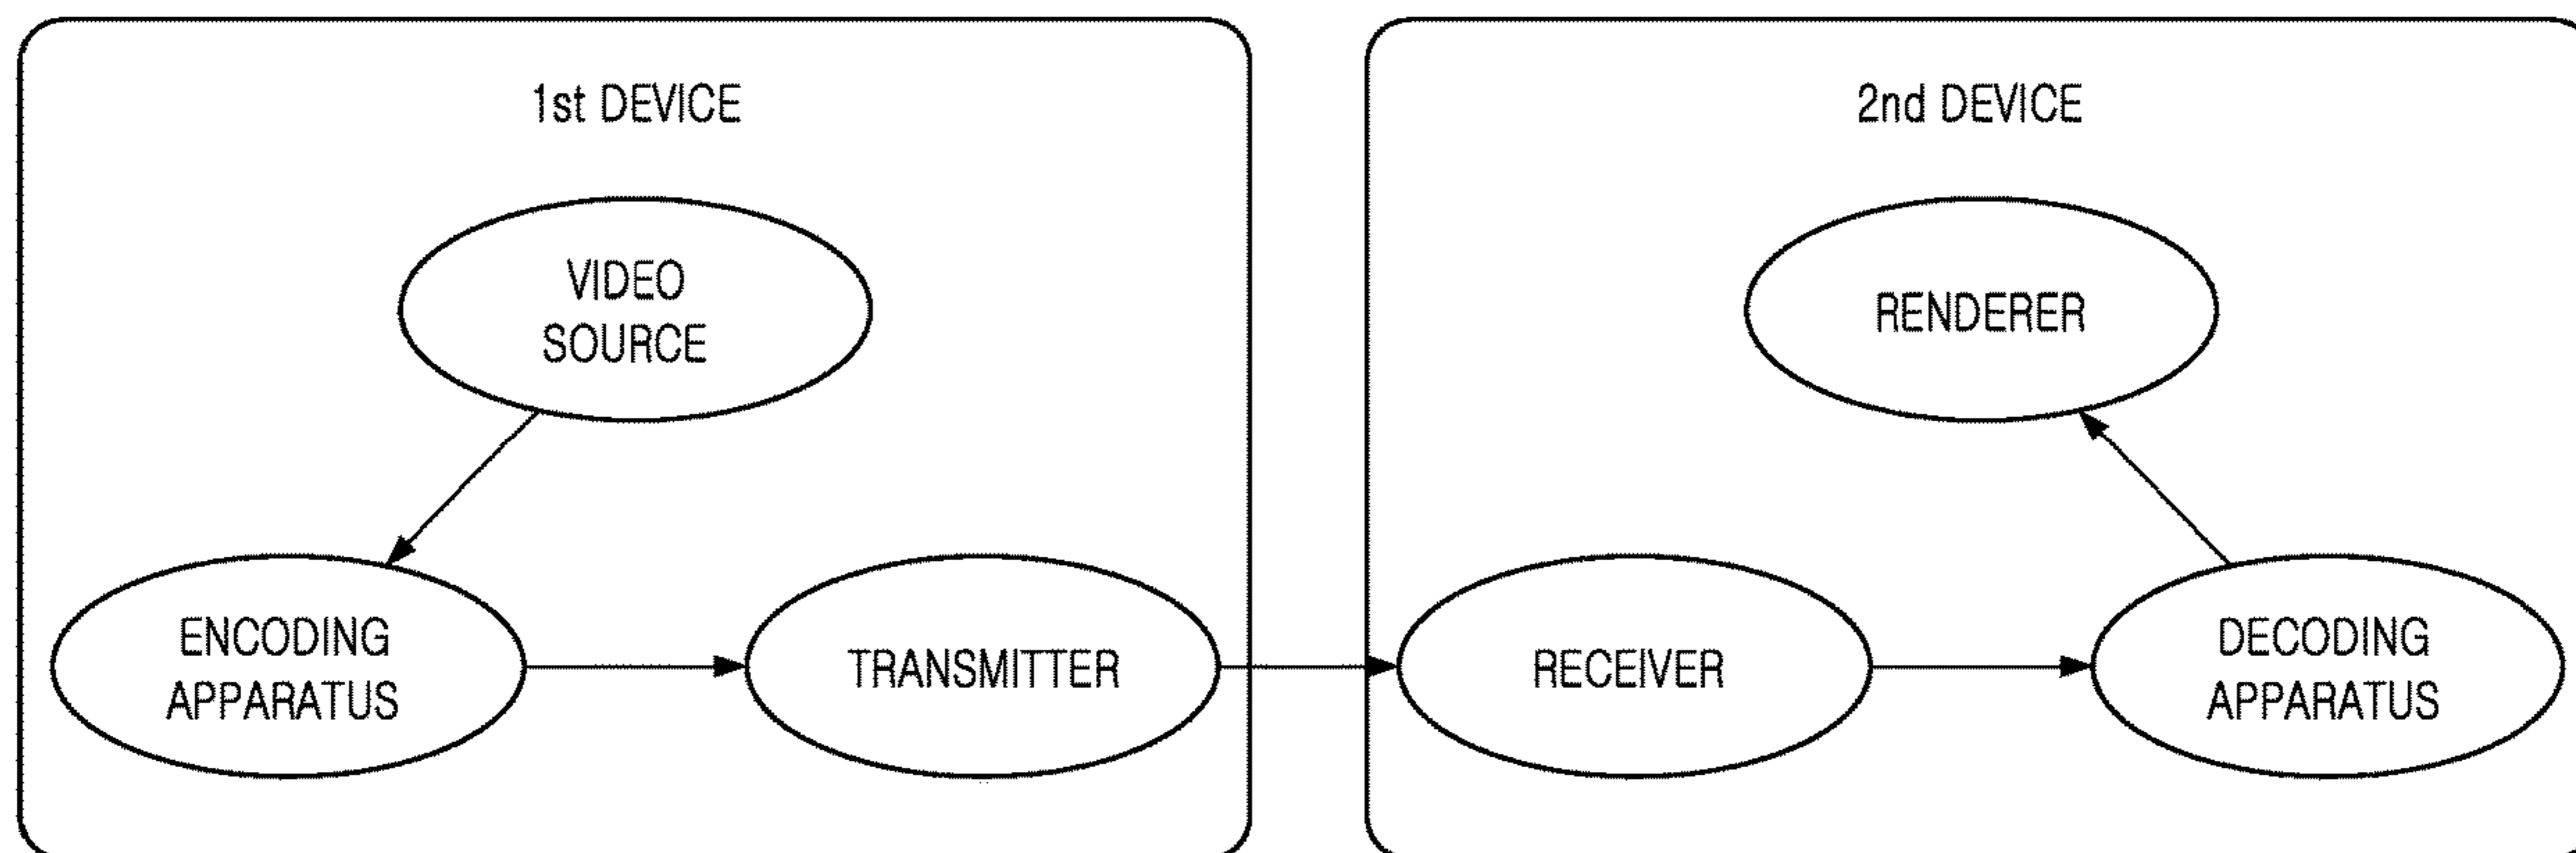 1st DEVICE
VIDEO
SOURCE
ENCODING
APPARATUS
TRANSMITTER
2nd DEVICE
RENDERER
RECEIVER
DECODING
APPARATUS